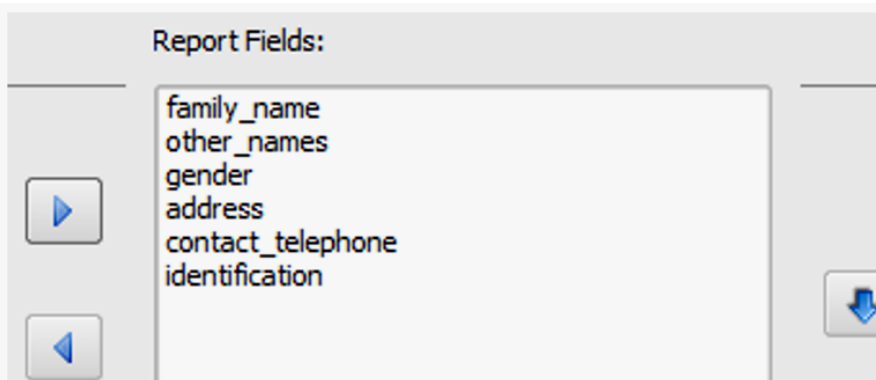 Report Fields:
family_name
other_names
gender
address
contact_telephone
identification